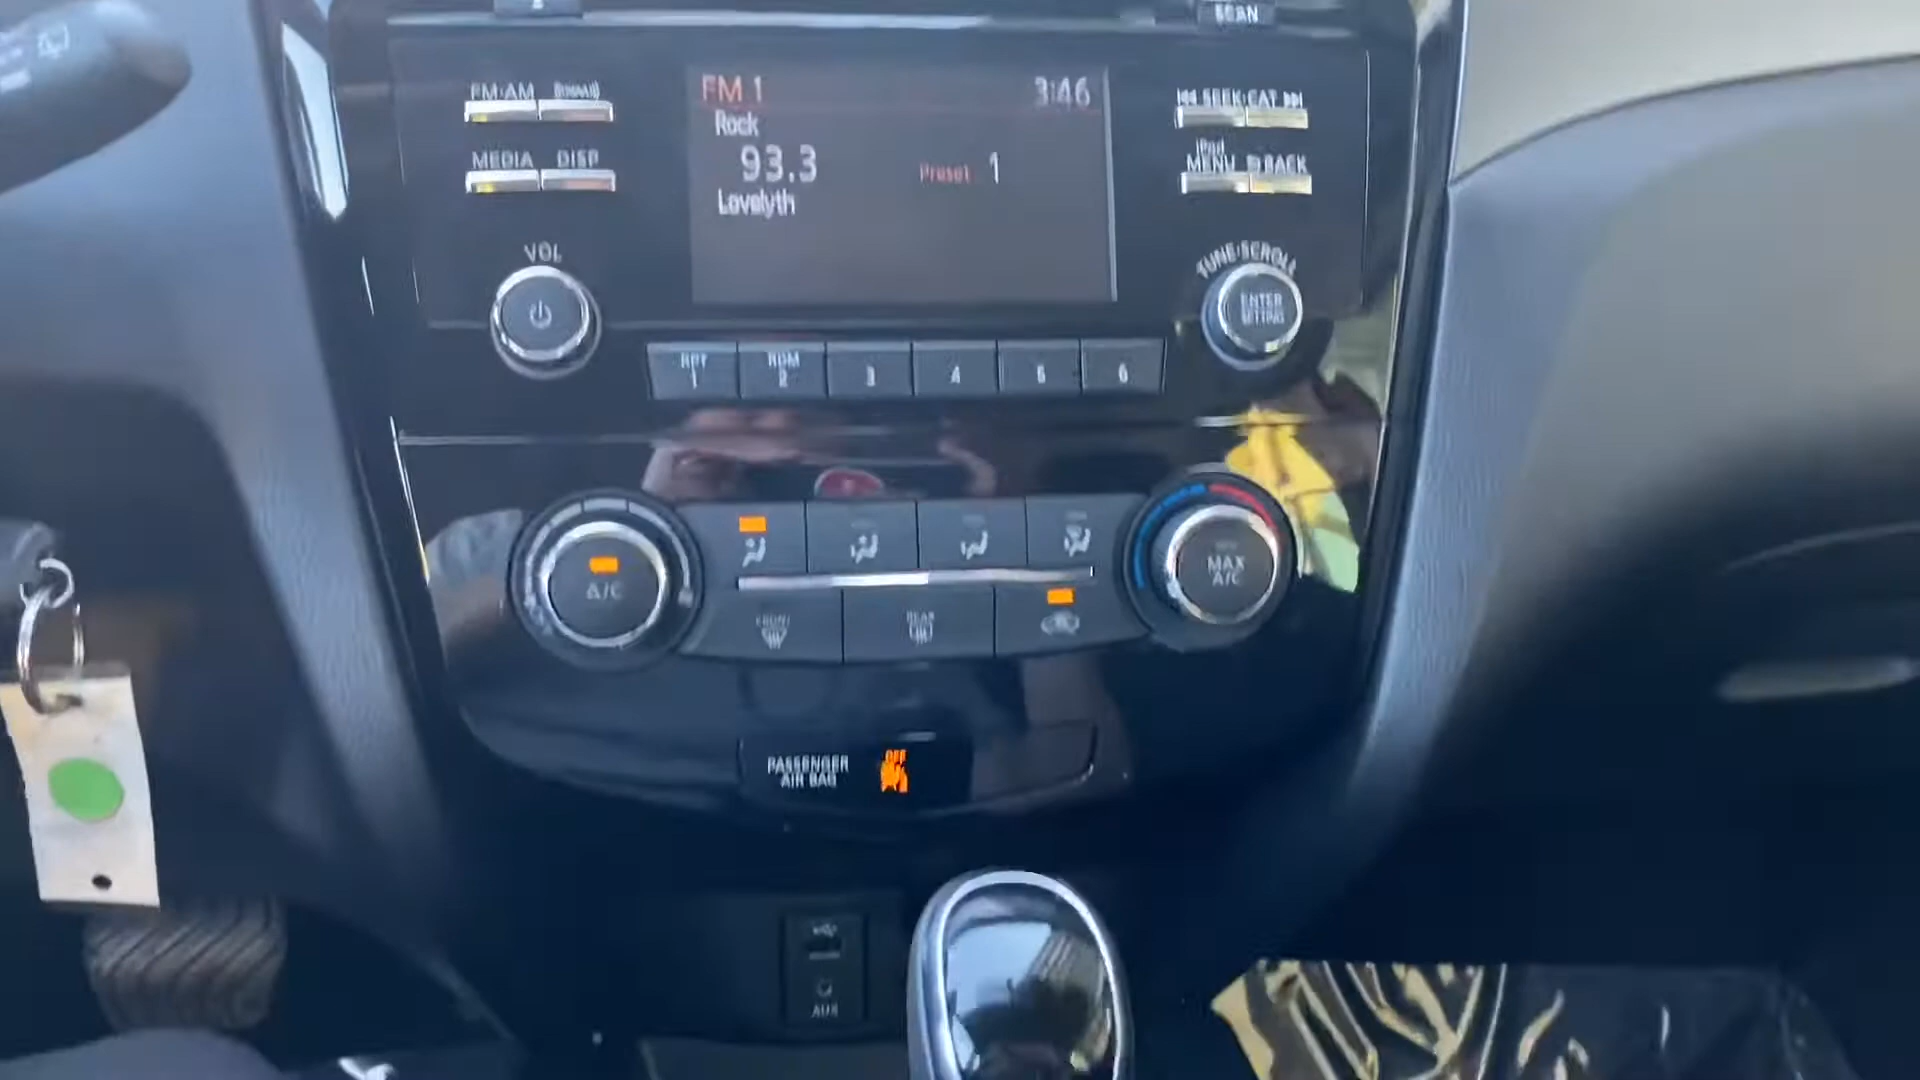 SCAN
FM·AM
FM 1
3:46
SEEK·CAT
Rock
MEDIA
DISP
93.3
Preset 1
iPod
MENU
BACK
Lovelyth
VOL
TUNE·SCROLL
ENTER
SETTING
RPT
1
RDM
2
3
4
5
6
A/C
MAX
A/C
FRONT
REAR
PASSENGER
AIR BAG
OFF
AUX